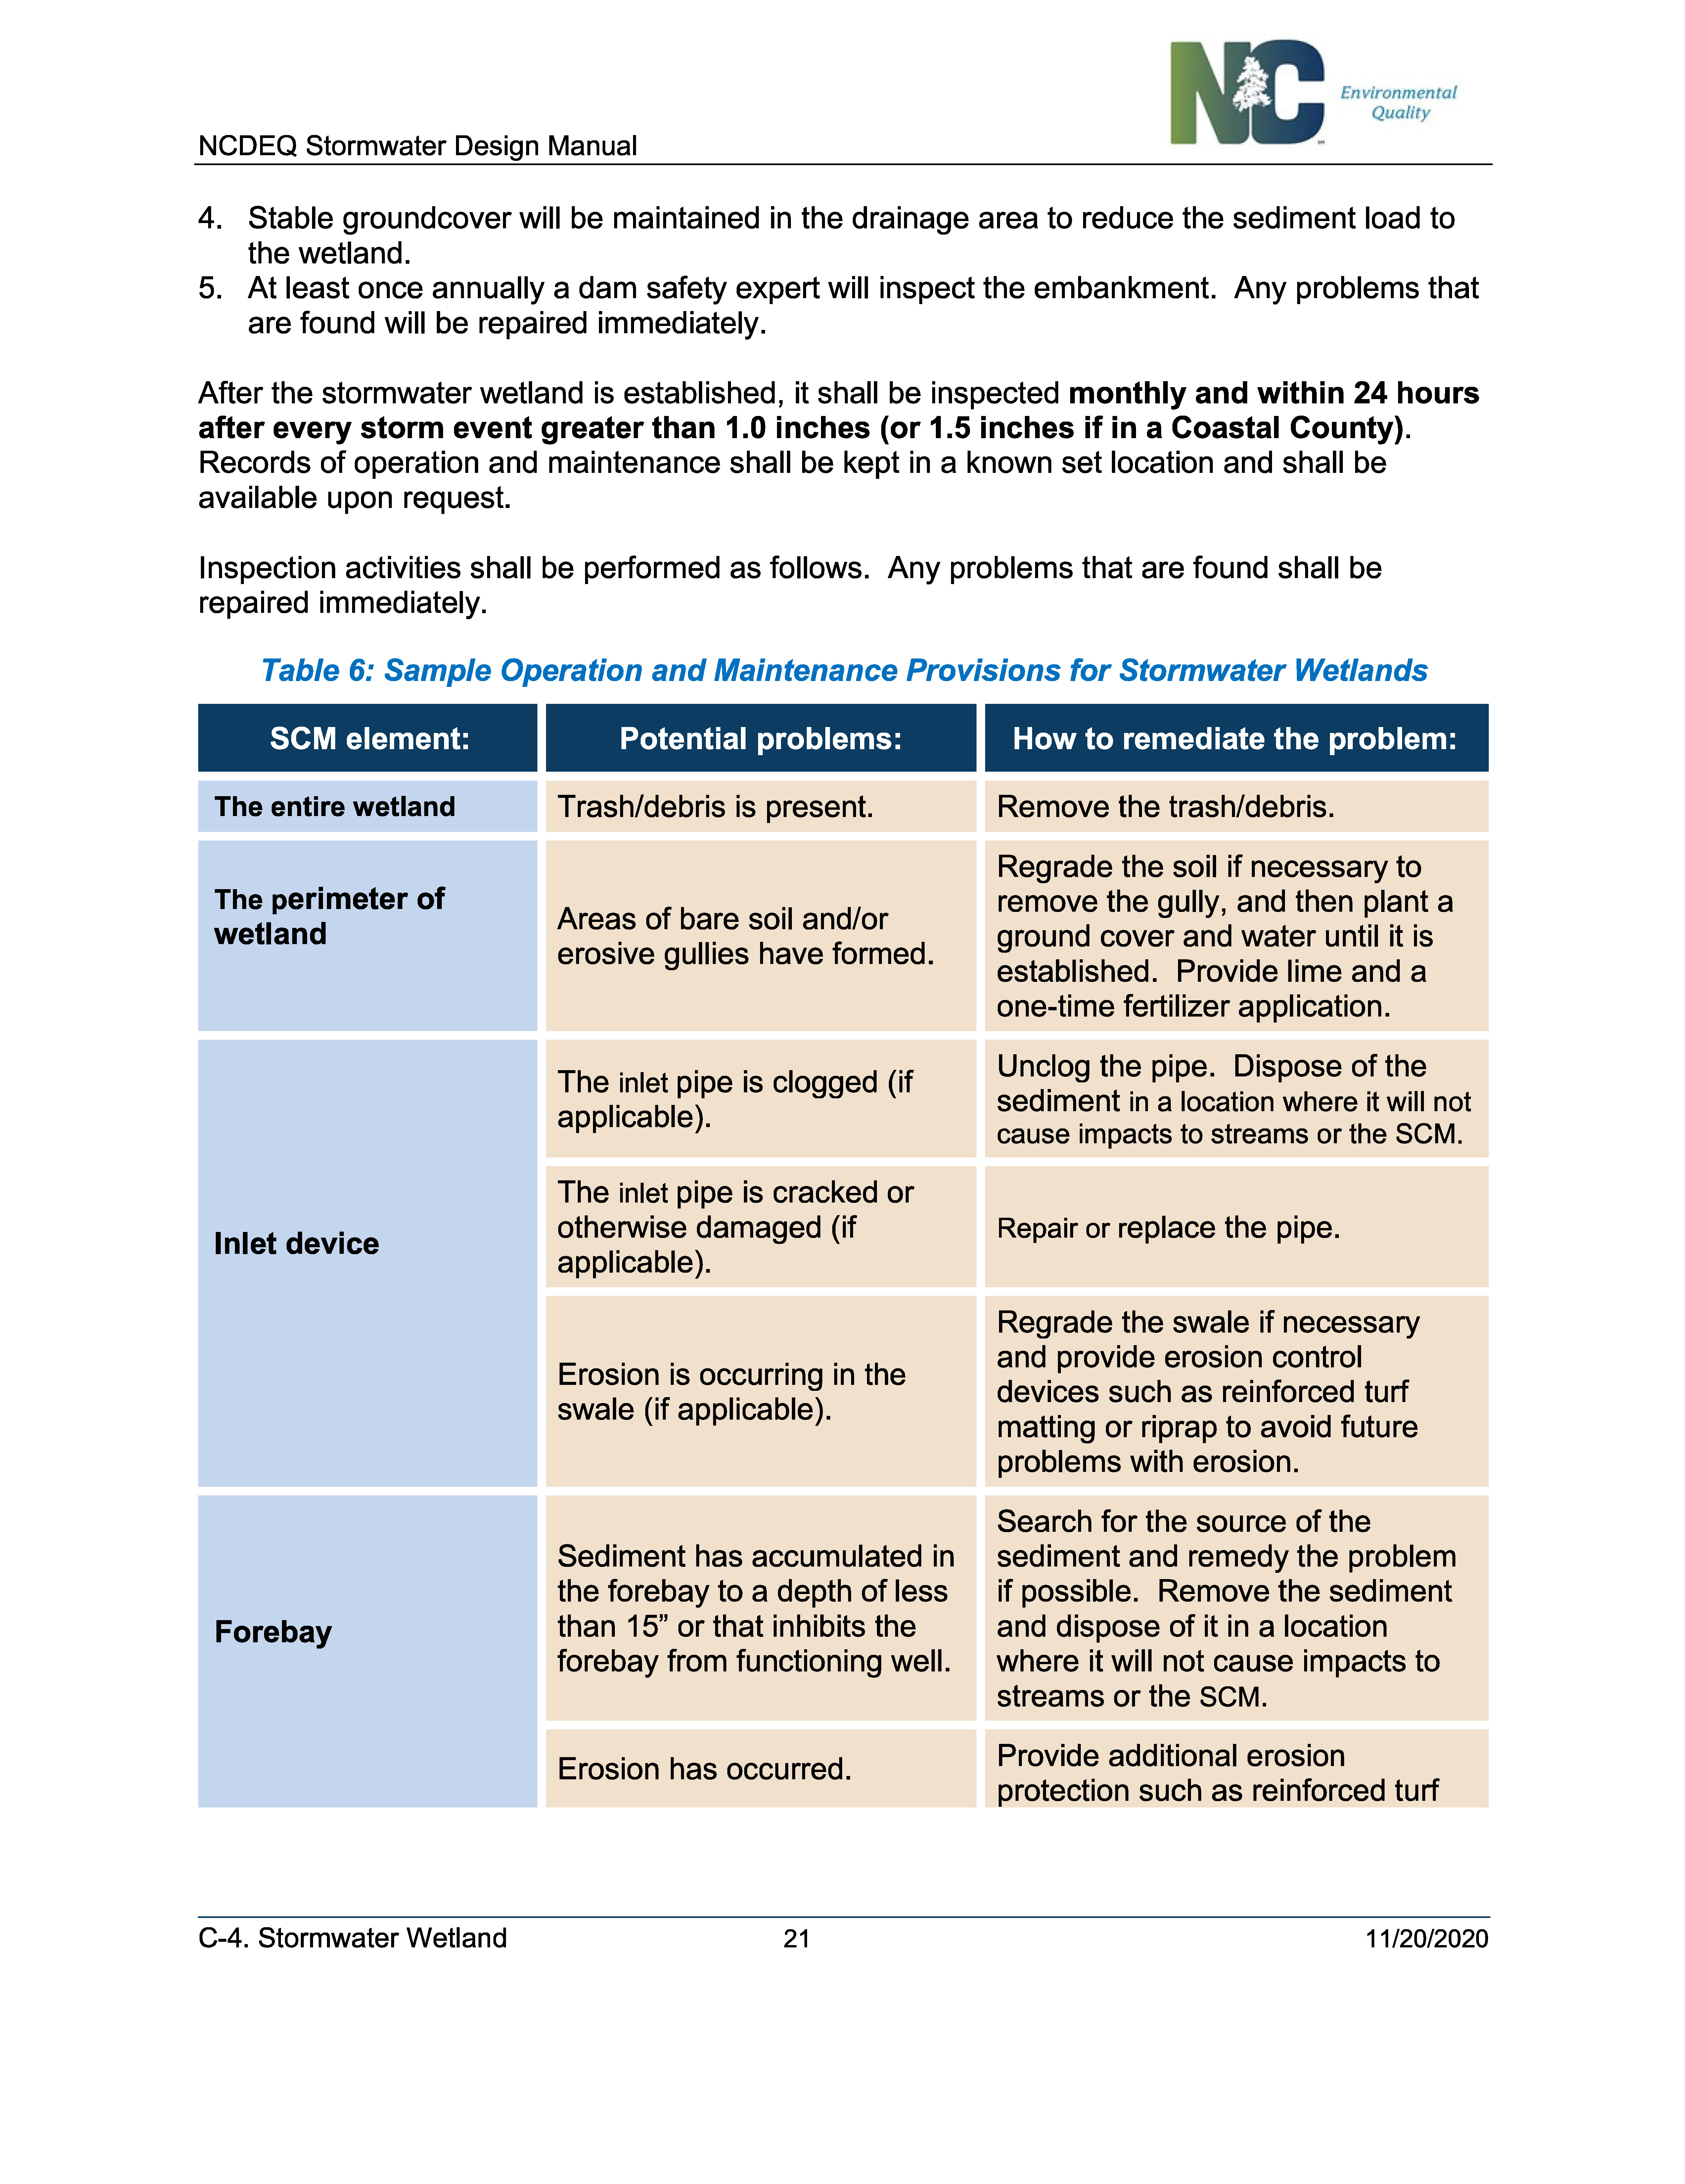 NC
Environmental
Quality
SM
NCDEQ Stormwater Design Manual
4. Stable groundcover will be maintained in the drainage area to reduce the sediment load to
the wetland.
5. At least once annually a dam safety expert will inspect the embankment. Any problems that
are found will be repaired immediately.
After the stormwater wetland is established, it shall be inspected monthly and within 24 hours
after every storm event greater than 1.0 inches (or 1.5 inches if in a Coastal County).
Records of operation and maintenance shall be kept in a known set location and shall be
available upon request.
Inspection activities shall be performed as follows. Any problems that are found shall be
repaired immediately.
Table 6: Sample Operation and Maintenance Provisions for Stormwater Wetlands
SCM element:
Potential problems:
How to remediate the problem:
The entire wetland
Trash/debris is present.
Remove the trash/debris.
The perimeter of
wetland
Areas of bare soil and/or
erosive gullies have formed.
Regrade the soil if necessary to
remove the gully, and then plant a
ground cover and water until it is
established. Provide lime and a
one-time fertilizer application.
Inlet device
The inlet pipe is clogged (if
applicable).
Unclog the pipe. Dispose of the
sediment in a location where it will not
cause impacts to streams or the SCM.
The inlet pipe is cracked or
otherwise damaged (if
applicable).
Repair or replace the pipe.
Erosion is occurring in the
swale (if applicable).
Regrade the swale if necessary
and provide erosion control
devices such as reinforced turf
matting or riprap to avoid future
problems with erosion.
Forebay
Sediment has accumulated in
the forebay to a depth of less
than 15” or that inhibits the
forebay from functioning well.
Search for the source of the
sediment and remedy the problem
if possible. Remove the sediment
and dispose of it in a location
where it will not cause impacts to
streams or the SCM.
Erosion has occurred.
Provide additional erosion
protection such as reinforced turf
C-4. Stormwater Wetland
21
11/20/2020